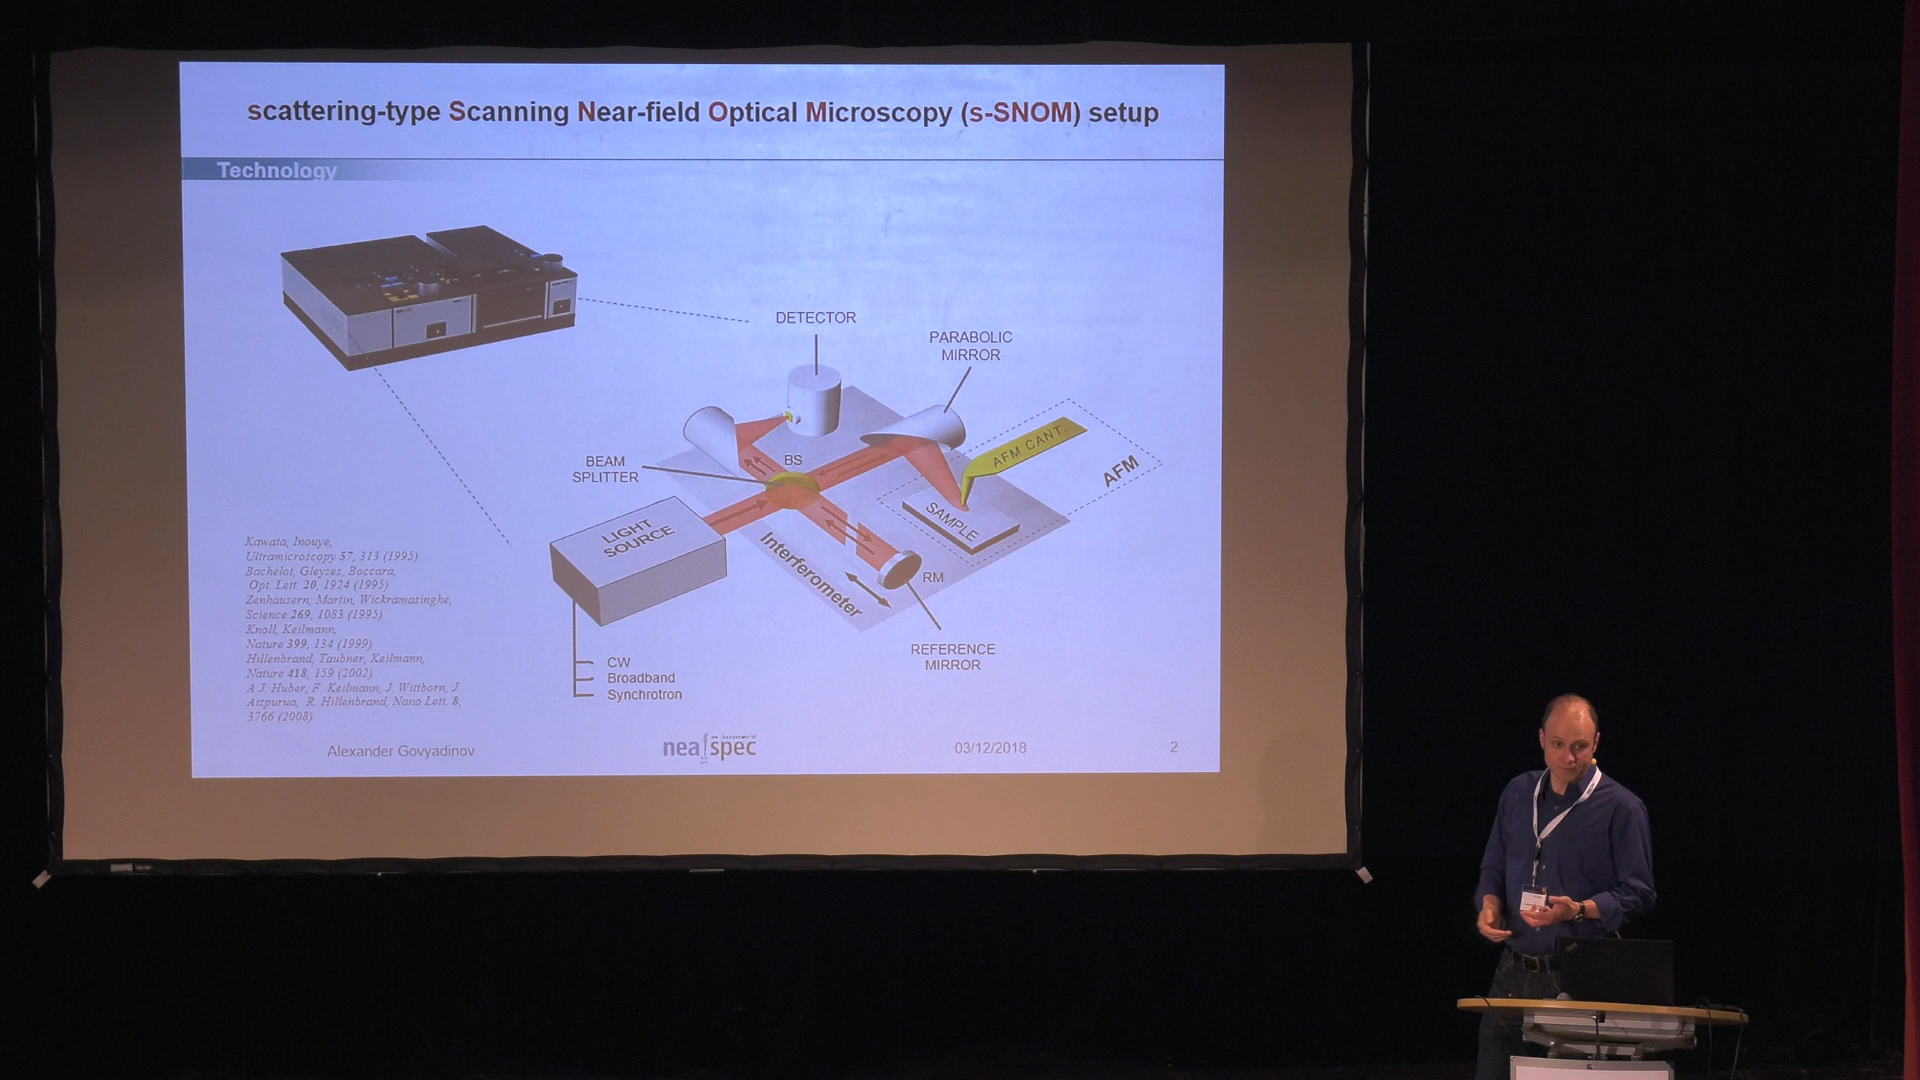 scattering-type Scanning Near-field Optical Microscopy (s-SNOM) setup
Technology
DETECTOR
PARABOLIC
MIRROR
AFM CANT.
AFM
BS
BEAM
SPLITTER
SAMPLE
LIGHT
SOURCE
Interferometer
RM
REFERENCE
MIRROR
CW
Broadband
Synchrotron
Kawata, Inouye,
Ultramicroscopy 57, 313 (1995)
Bachelot, Gleyzes, Boccara,
Opt. Lett. 20, 1924 (1995)
Zenhausern, Martin, Wickramasinghe,
Science 269, 1083 (1995)
Knoll, Keilmann,
Nature 399, 134 (1999)
Hillenbrand, Taubner, Keilmann,
Nature 418, 159 (2002)
A.J. Huber, F. Keilmann, J. Wittborn, J.
Aizpurua, R. Hillenbrand, Nano Lett. 8,
3766 (2008)
Alexander Govyadinov
neaspec
03/12/2018
2